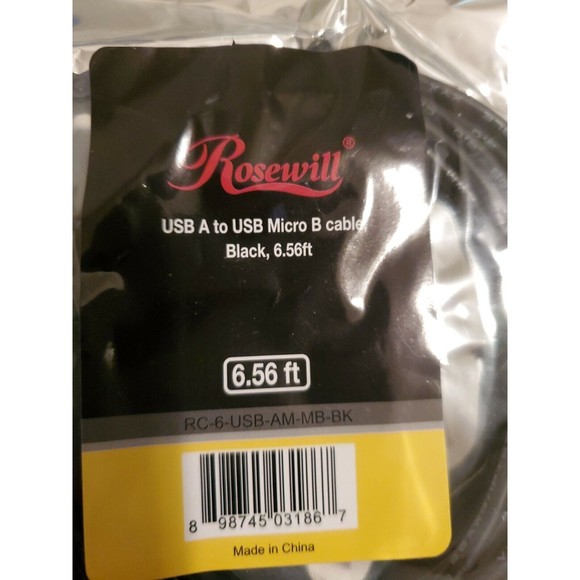 Rosewill®
USB A to USB Micro B cable,
Black, 6.56ft
6.56 ft
RC-6-USB-AM-MB-BK
8 98745 03186 7
Made in China